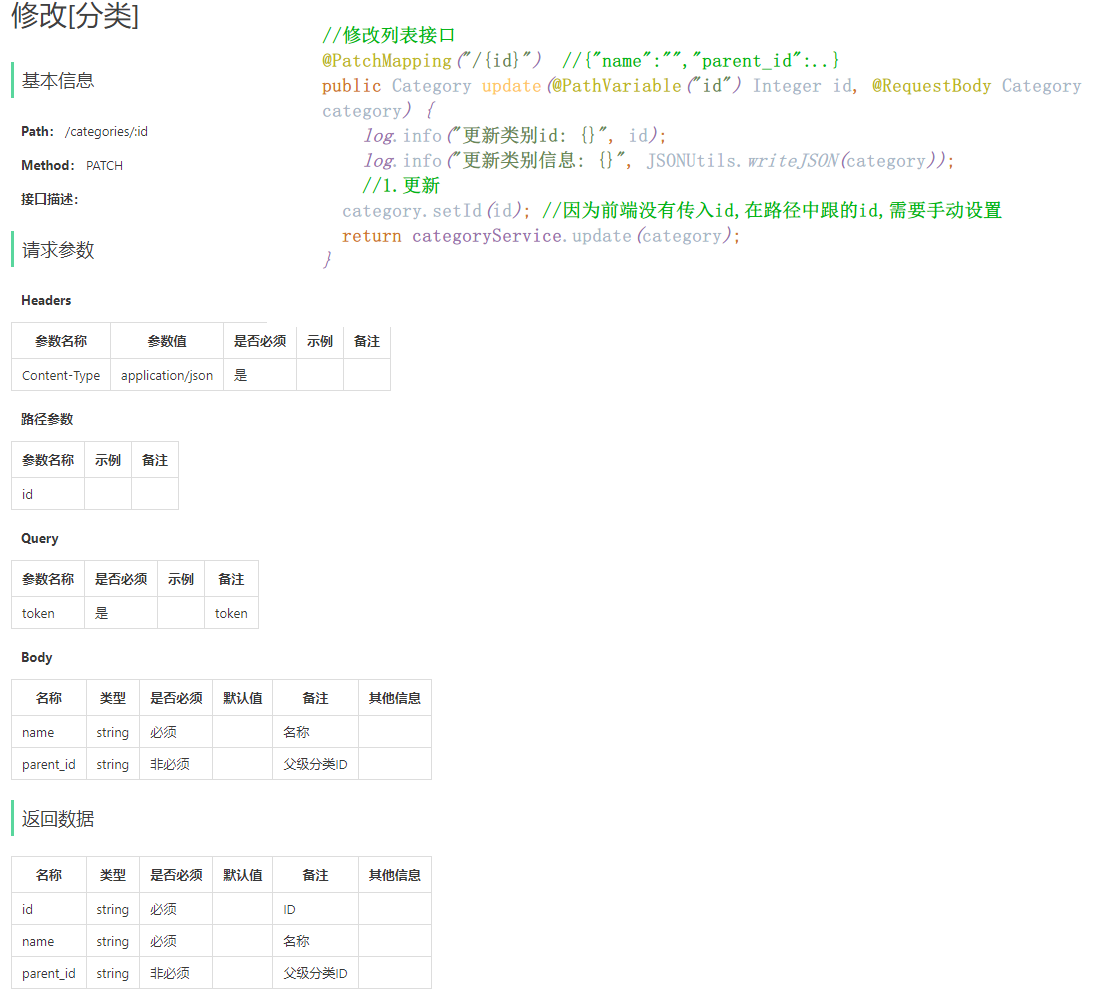 修改[分类]
//修改列表接口
@PatchMapping("/{id}") //{"name":"","parent_id":..}
public Category update(@PathVariable("id") Integer id, @RequestBody Category
category) {
log.info("更新类别id: {}", id);
log.info("更新类别信息: {}", JSONUtils.writeJSON(category));
//1.更新
category.setId(id); //因为前端没有传入id,在路径中跟的id,需要手动设置
return categoryService.update(category);
}
基本信息
Path: /categories/:id
Method: PATCH
接口描述:
请求参数
Headers
参数名称 参数值 是否必须 示例 备注
Content-Type application/json 是
路径参数
参数名称 示例 备注
id
Query
参数名称 是否必须 示例 备注
token 是 token
Body
名称 类型 是否必须 默认值 备注 其他信息
name string 必须 名称
parent_id string 非必须 父级分类ID
返回数据
名称 类型 是否必须 默认值 备注 其他信息
id string 必须 ID
name string 必须 名称
parent_id string 非必须 父级分类ID